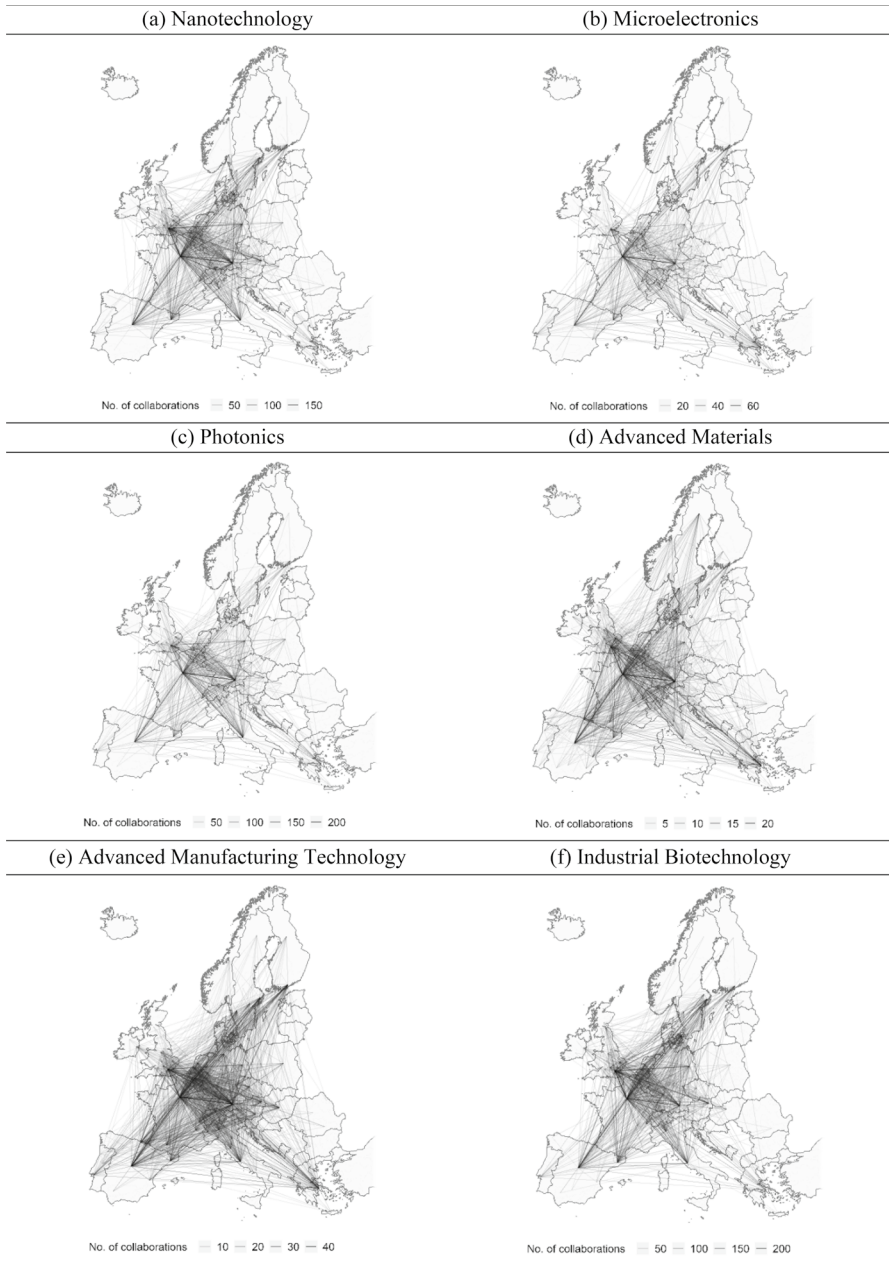 (a) Nanotechnology
(b) Microelectronics
No. of collaborations 50 100 150
No. of collaborations 20 40 60
(c) Photonics
(d) Advanced Materials
No. of collaborations 50 100 150 200
No. of collaborations 5 10 15 20
(e) Advanced Manufacturing Technology
(f) Industrial Biotechnology
No. of collaborations 10 20 30 40
No. of collaborations 50 100 150 200